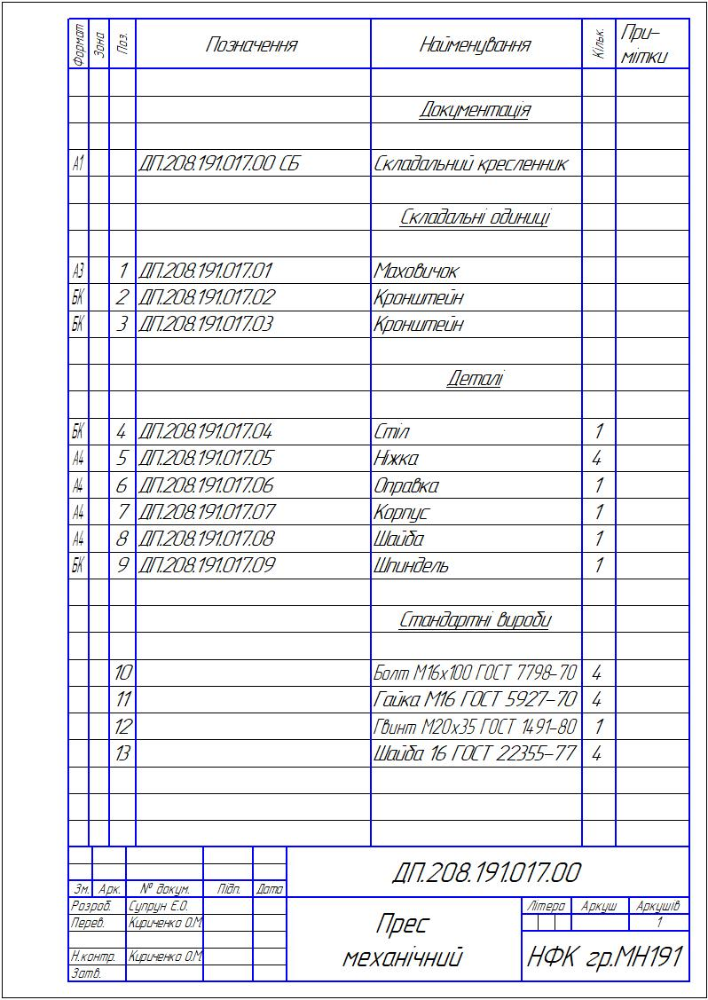 Формат Зона Поз. Позначення Найменування Кільк. При-
мітки
Документація
А1 ДП.208.191.017.00 СБ Складальний кресленник
Складальні одиниці
А3 1 ДП.208.191.017.01 Маховичок
БК 2 ДП.208.191.017.02 Кронштейн
БК 3 ДП.208.191.017.03 Кронштейн
Деталі
БК 4 ДП.208.191.017.04 Стіл 1
А4 5 ДП.208.191.017.05 Ніжка 4
А4 6 ДП.208.191.017.06 Оправка 1
А4 7 ДП.208.191.017.07 Корпус 1
А4 8 ДП.208.191.017.08 Шайба 1
БК 9 ДП.208.191.017.09 Шпиндель 1
Стандартні вироби
10 Болт М16х100 ГОСТ 7798-70 4
11 Гайка М16 ГОСТ 5927-70 4
12 Гвинт М20х35 ГОСТ 1491-80 1
13 Шайба 16 ГОСТ 22355-77 4
ДП.208.191.017.00
Зм. Арк. № докум. Підп. Дата
Розроб. Супрун Є.О.
Перев. Кириченко О.М.
Н.контр. Кириченко О.М.
Затв.
Прес
механічний
Літера Аркуш Аркушів
1
НФК гр.МН191